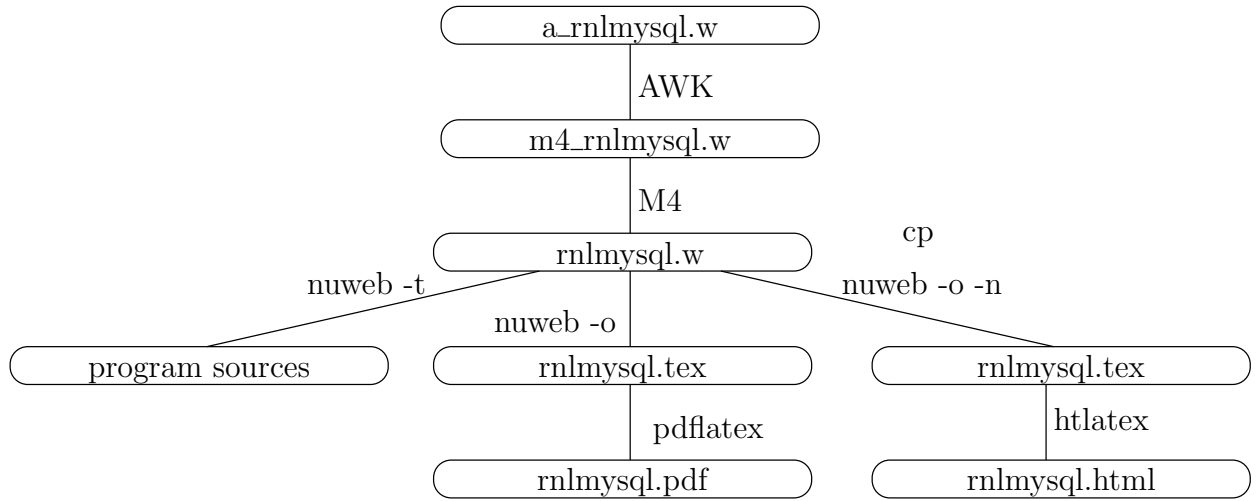 a_rnlmysql.w
AWK
m4_rnlmysql.w
M4
cp
rnlmysql.w
nuweb -t
nuweb -o -n
nuweb -o
program sources
rnlmysql.tex
rnlmysql.tex
pdflatex
htlatex
rnlmysql.pdf
rnlmysql.html